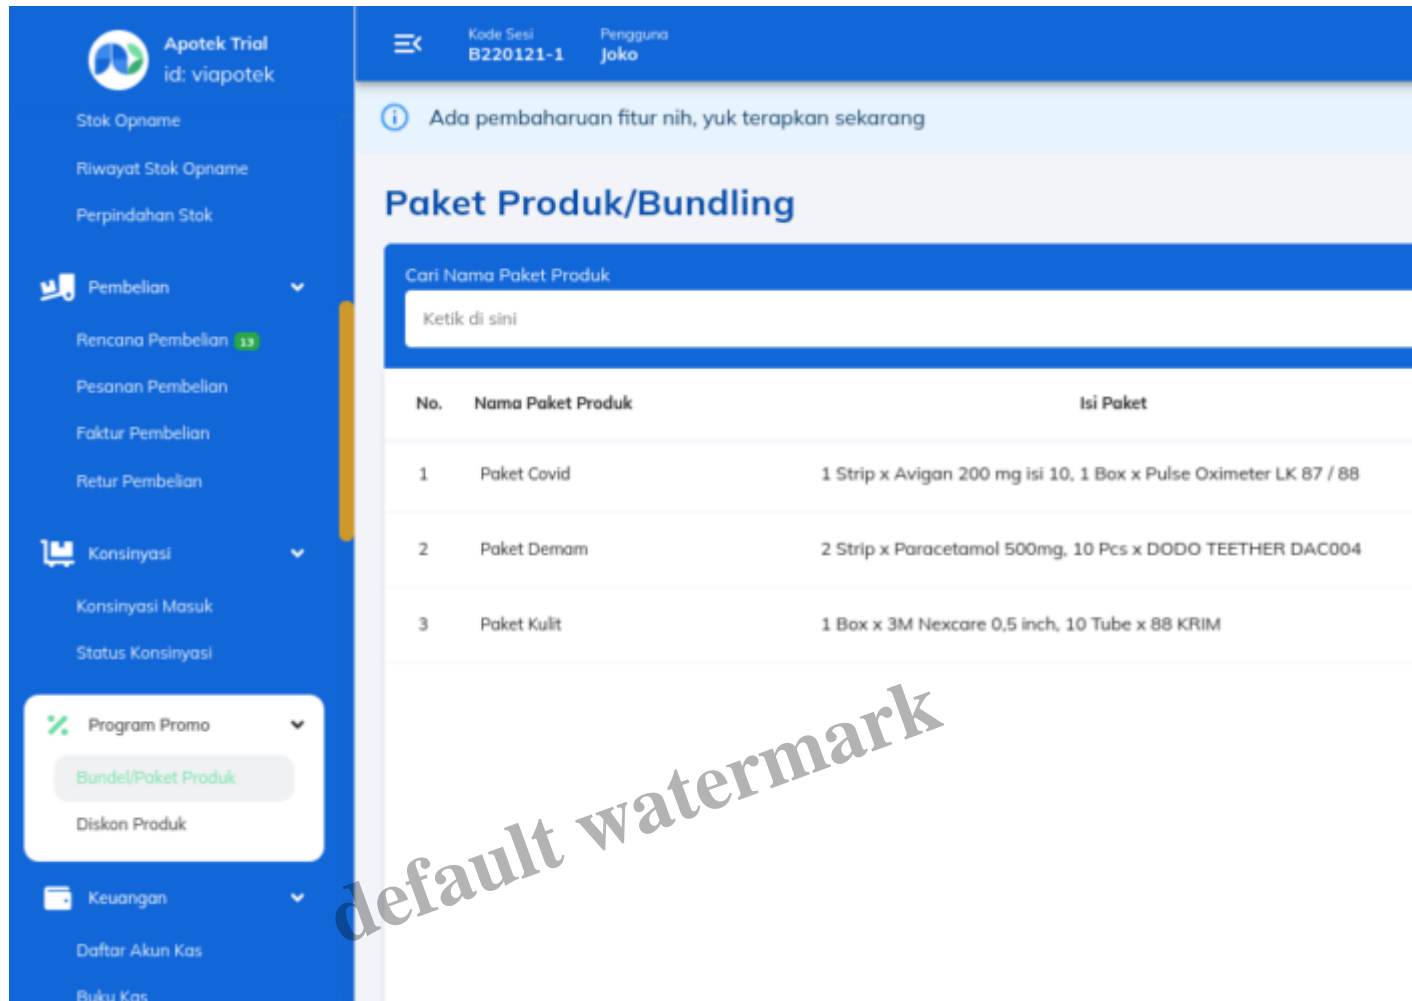 Apotek Trial
id: viapotek
Stok Opname
Riwayat Stok Opname
Perpindahan Stok
Pembelian
Rencana Pembelian 13
Pesanan Pembelian
Faktur Pembelian
Retur Pembelian
Konsinyasi
Konsinyasi Masuk
Status Konsinyasi
Program Promo
Bundel/Paket Produk
Diskon Produk
Keuangan
Daftar Akun Kas
Buku Kas
Kode Sesi Pengguna
B220121-1 Joko
Ada pembaharuan fitur nih, yuk terapkan sekarang
Paket Produk/Bundling
Cari Nama Paket Produk
Ketik di sini
No. Nama Paket Produk Isi Paket
1 Paket Covid 1 Strip x Avigan 200 mg isi 10, 1 Box x Pulse Oximeter LK 87 / 88
2 Paket Demam 2 Strip x Paracetamol 500mg, 10 Pcs x DODO TEETHER DAC004
3 Paket Kulit 1 Box x 3M Nexcare 0,5 inch, 10 Tube x 88 KRIM
default watermark